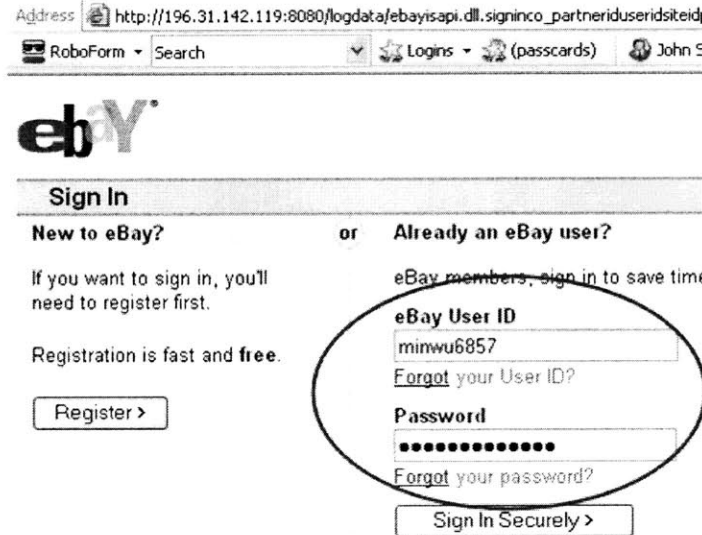 Address http://196.31.142.119:8080/logdata/ebayisapi.dll.signinco_partneriduseridsiteidp
RoboForm Search Logins (passcards) John S
ebaY
Sign In
New to eBay? or Already an eBay user?
If you want to sign in, you'll
need to register first.
eBay members, sign in to save time
eBay User ID
minwu6857
Forgot your User ID?
Registration is fast and free.
Register >
Password
•••••••••••••
Forgot your password?
Sign In Securely >